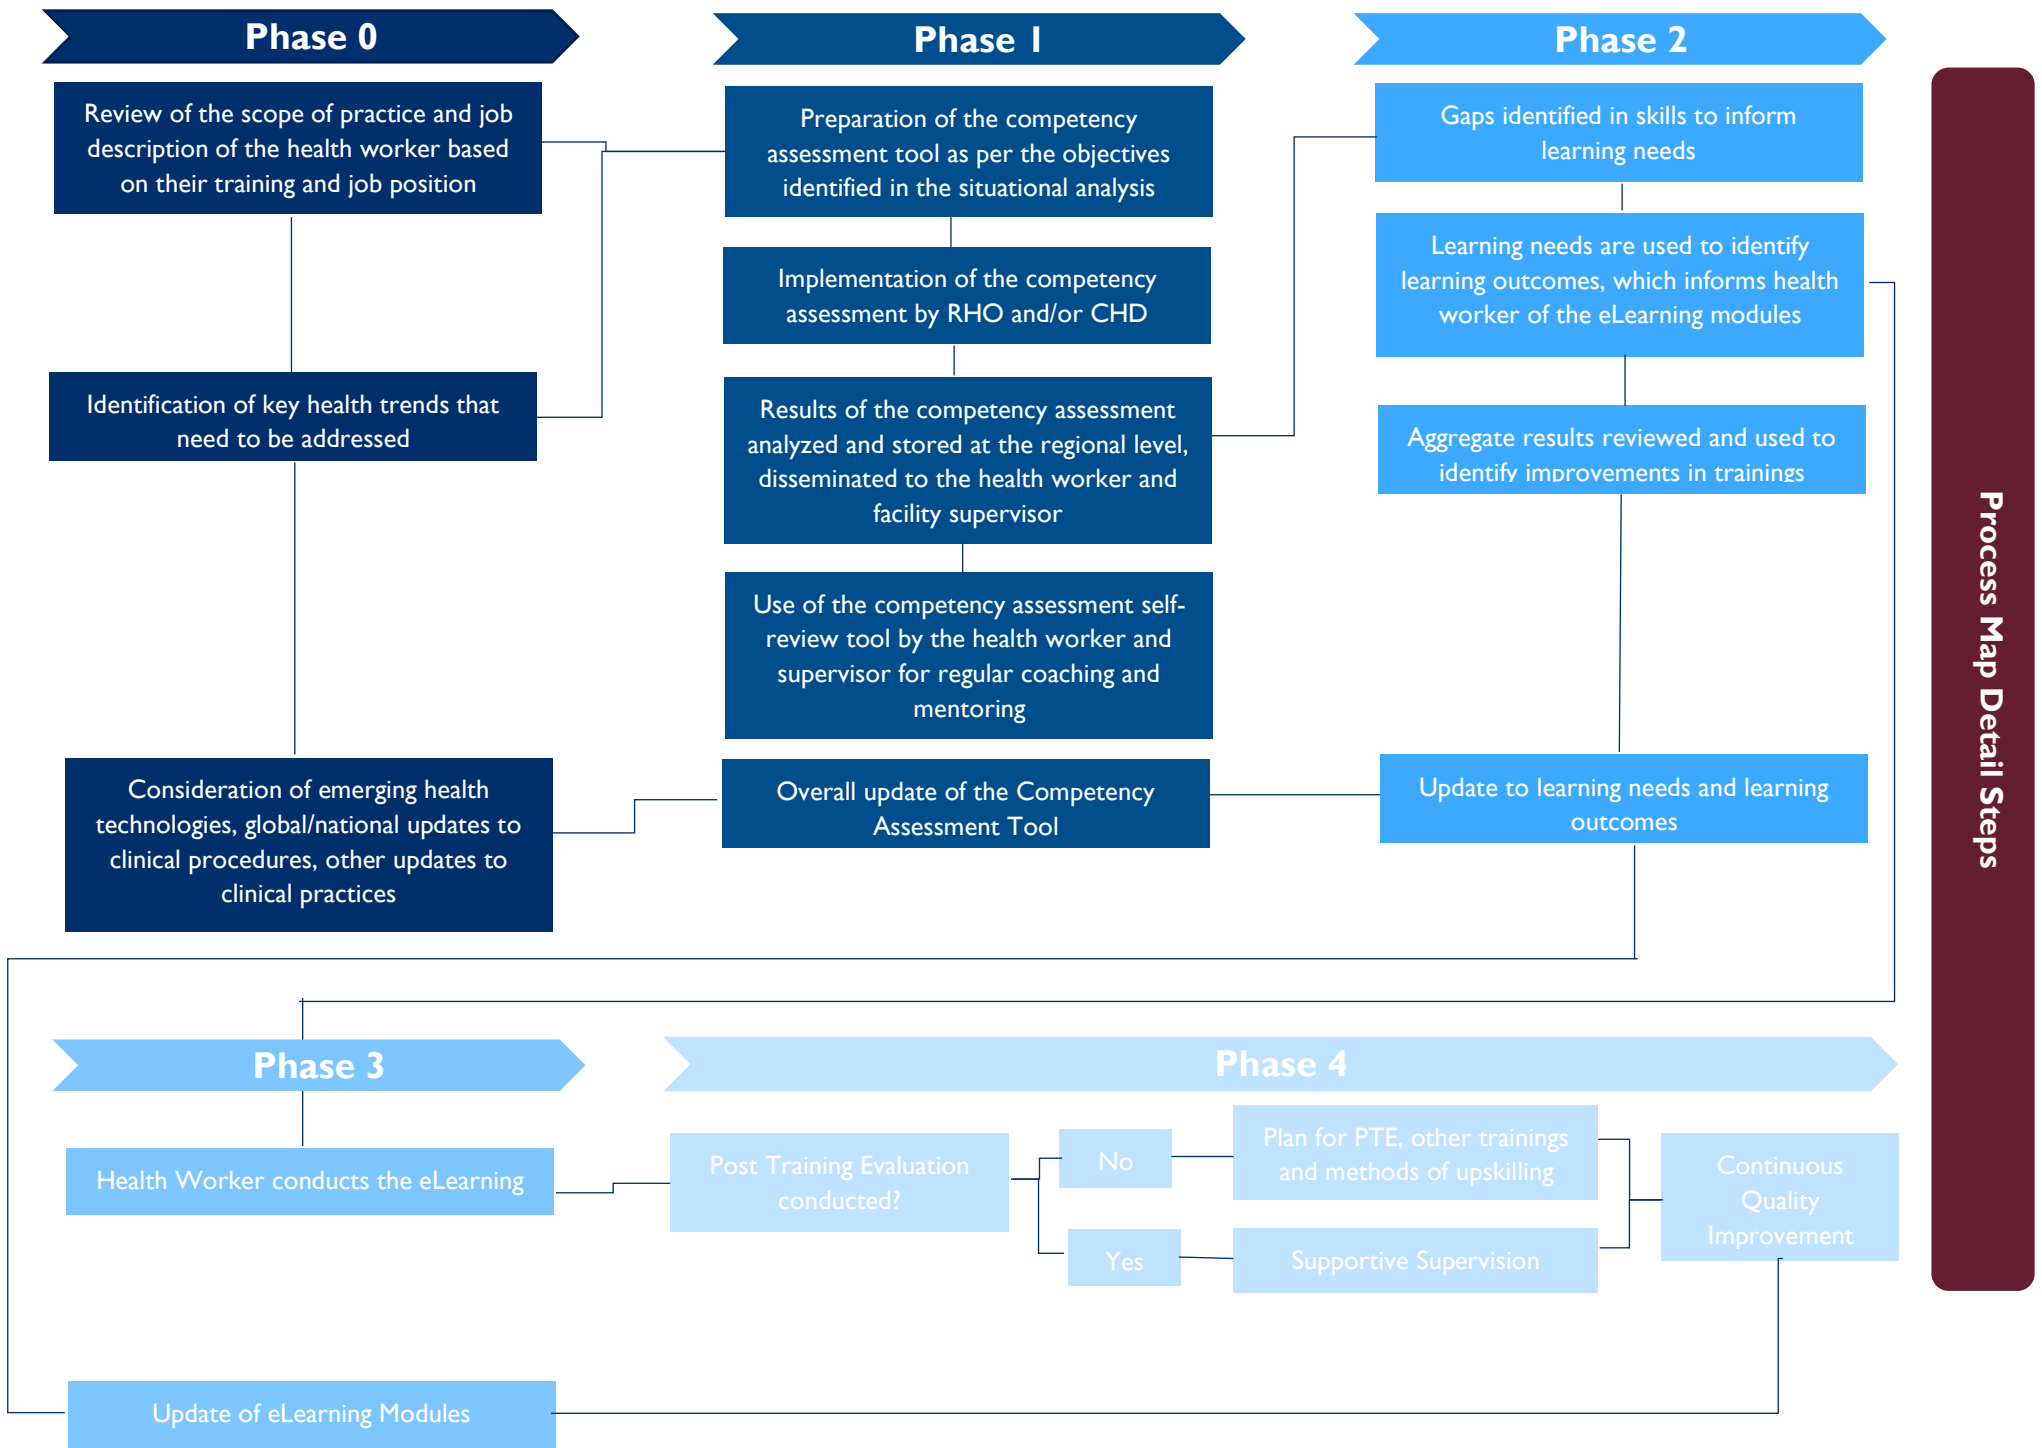 Phase 0
Review of the scope of practice and job
description of the health worker based
on their training and job position
Identification of key health trends that
need to be addressed
Consideration of emerging health
technologies, global/national updates to
clinical procedures, other updates to
clinical practices
Phase 1
Preparation of the competency
assessment tool as per the objectives
identified in the situational analysis
Implementation of the competency
assessment by RHO and/or CHD
Results of the competency assessment
analyzed and stored at the regional level,
disseminated to the health worker and
facility supervisor
Use of the competency assessment self-
review tool by the health worker and
supervisor for regular coaching and
mentoring
Overall update of the Competency
Assessment Tool
Phase 2
Gaps identified in skills to inform
learning needs
Learning needs are used to identify
learning outcomes, which informs health
worker of the eLearning modules
Aggregate results reviewed and used to
identify improvements in trainings
Update to learning needs and learning
outcomes
Process Map Detail Steps
Phase 3
Health Worker conducts the eLearning
Update of eLearning Modules
Phase 4
Post Training Evaluation
conducted?
No
Yes
Plan for PTE, other trainings
and methods of upskilling
Supportive Supervision
Continuous
Quality
Improvement